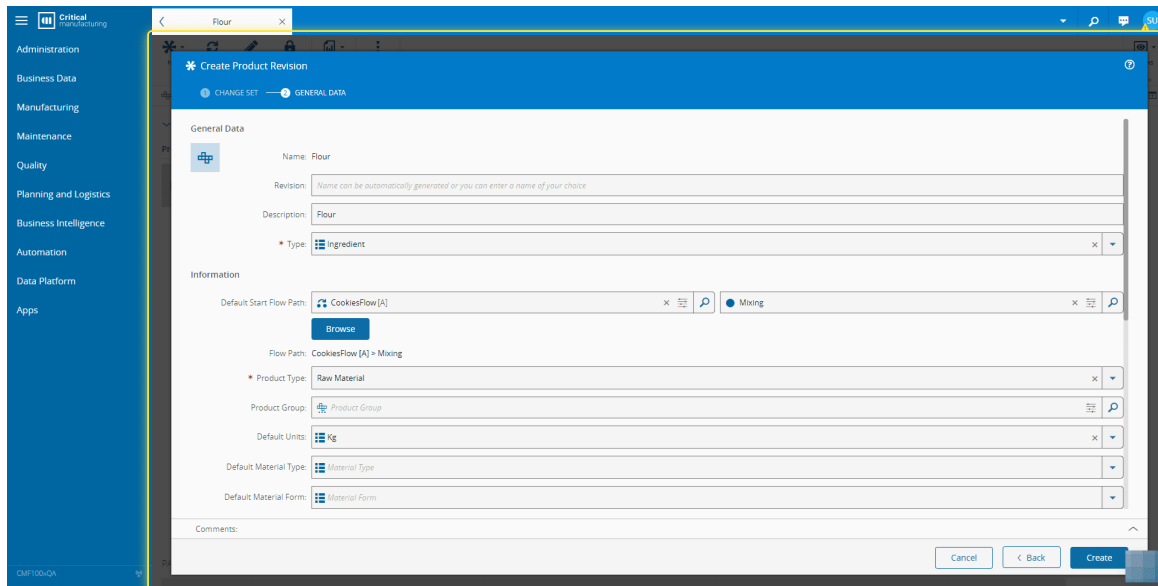 Critical
manufacturing
Flour
SU
Administration
Business Data
Manufacturing
Maintenance
Quality
Planning and Logistics
Business Intelligence
Automation
Data Platform
Apps
CMF100xQA
Create Product Revision
1 CHANGE SET 2 GENERAL DATA
General Data
Name: Flour
Revision: Name can be automatically generated or you can enter a name of your choice
Description: Flour
* Type: Ingredient
Information
Default Start Flow Path: CookiesFlow [A] Mixing
Browse
Flow Path: CookiesFlow [A] > Mixing
* Product Type: Raw Material
Product Group: Product Group
Default Units: Kg
Default Material Type: Material Type
Default Material Form: Material Form
Comments:
Cancel < Back Create